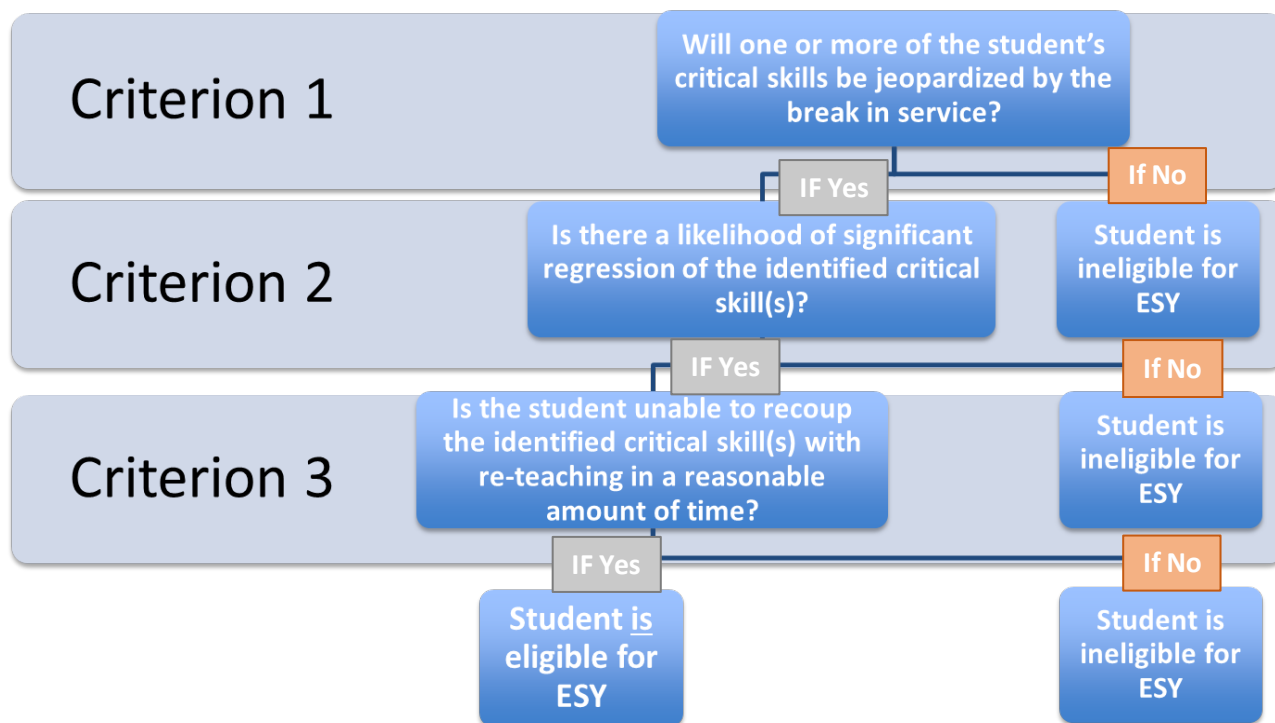 Criterion 1
Will one or more of the student's
critical skills be jeopardized by the
break in service?
IF Yes
If No
Criterion 2
Is there a likelihood of significant
regression of the identified critical
skill(s)?
Student is
ineligible for
ESY
IF Yes
If No
Criterion 3
Is the student unable to recoup
the identified critical skill(s) with
re-teaching in a reasonable
amount of time?
Student is
ineligible for
ESY
IF Yes
If No
Student is
eligible for
ESY
Student is
ineligible for
ESY